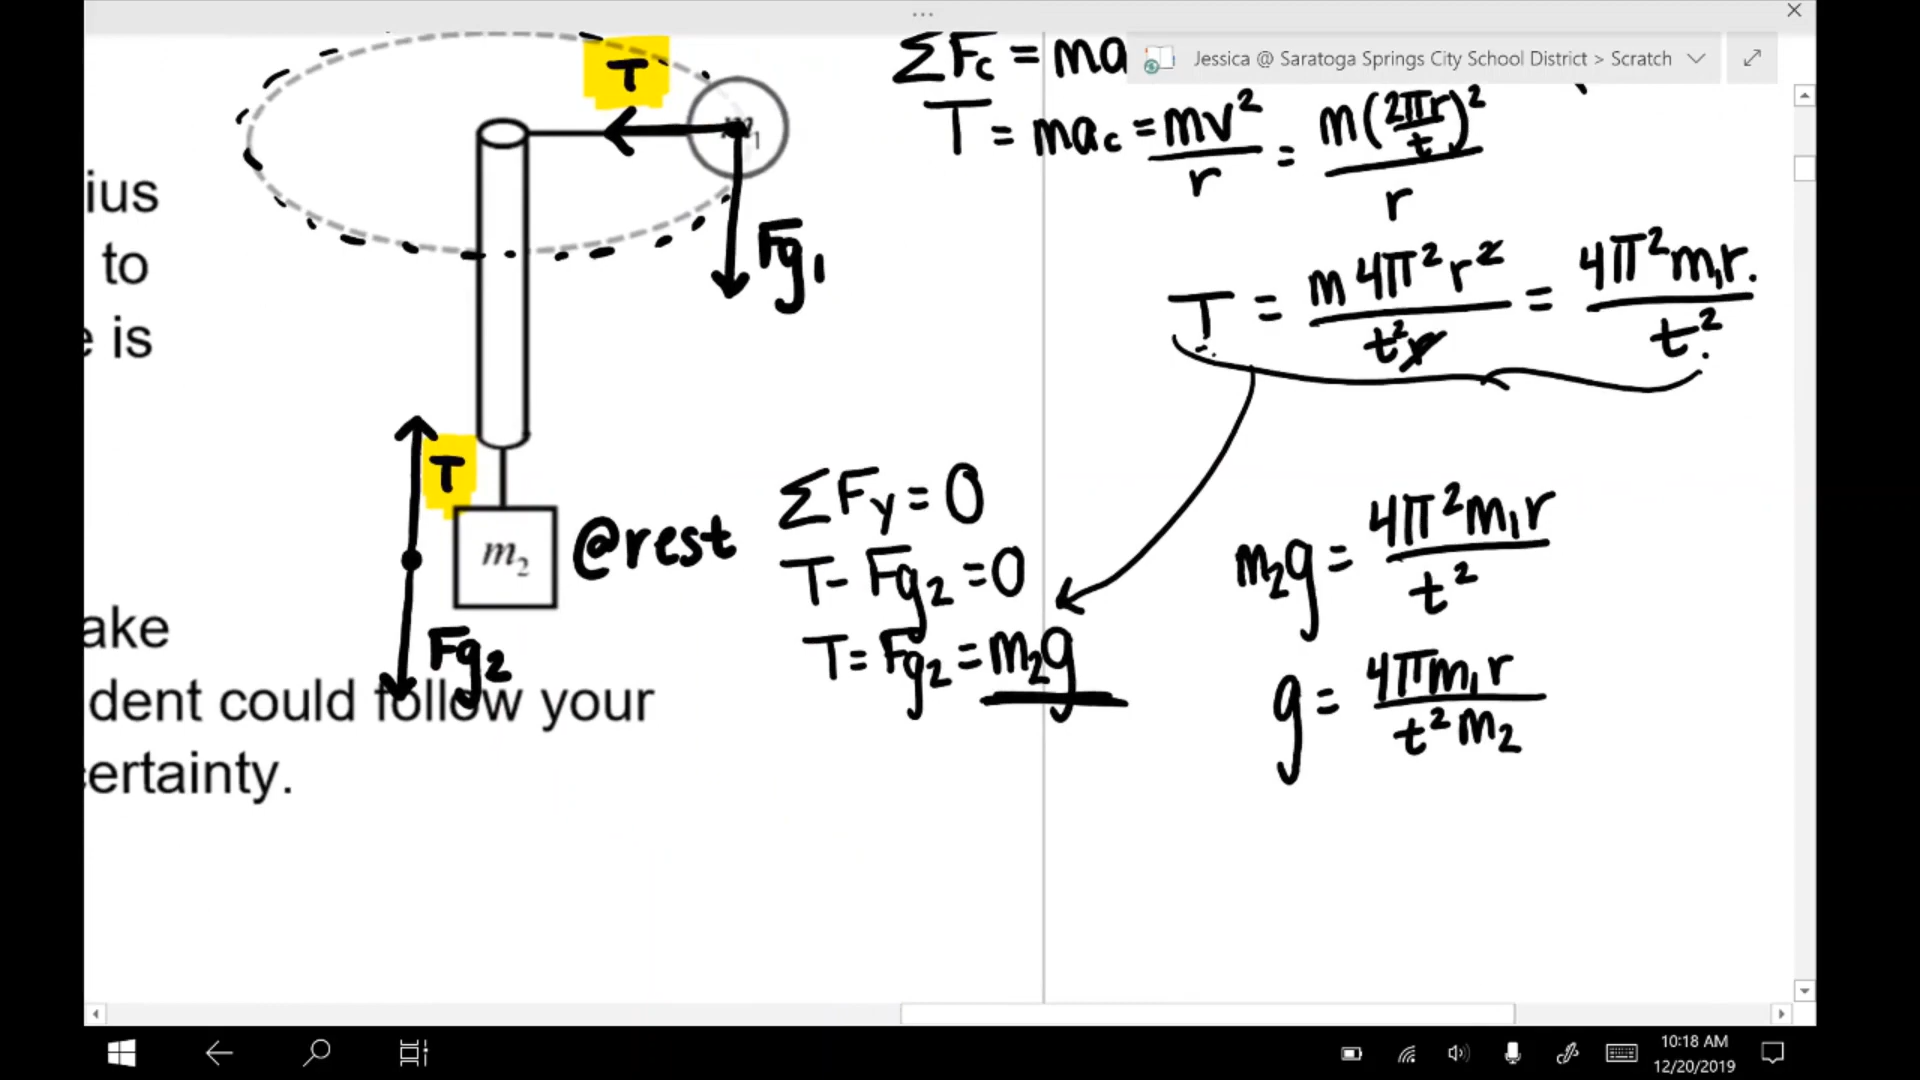 ...
Jessica @ Saratoga Springs City School District > Scratch
ΣFc = ma
T = mac = mv²/r = m(2πr/t)²/r
T
m1
Fg1
ius
to
e is
T = m4π²r²/t²r = 4π²m1r./t².
T
m2
@rest
Fg2
ake
dent could follow your
certainty.
ΣFy = 0
T - Fg2 = 0
T = Fg2 = m2g
m2g = 4π²m1r/t²
g = 4πm1r/t²m2
10:18 AM
12/20/2019